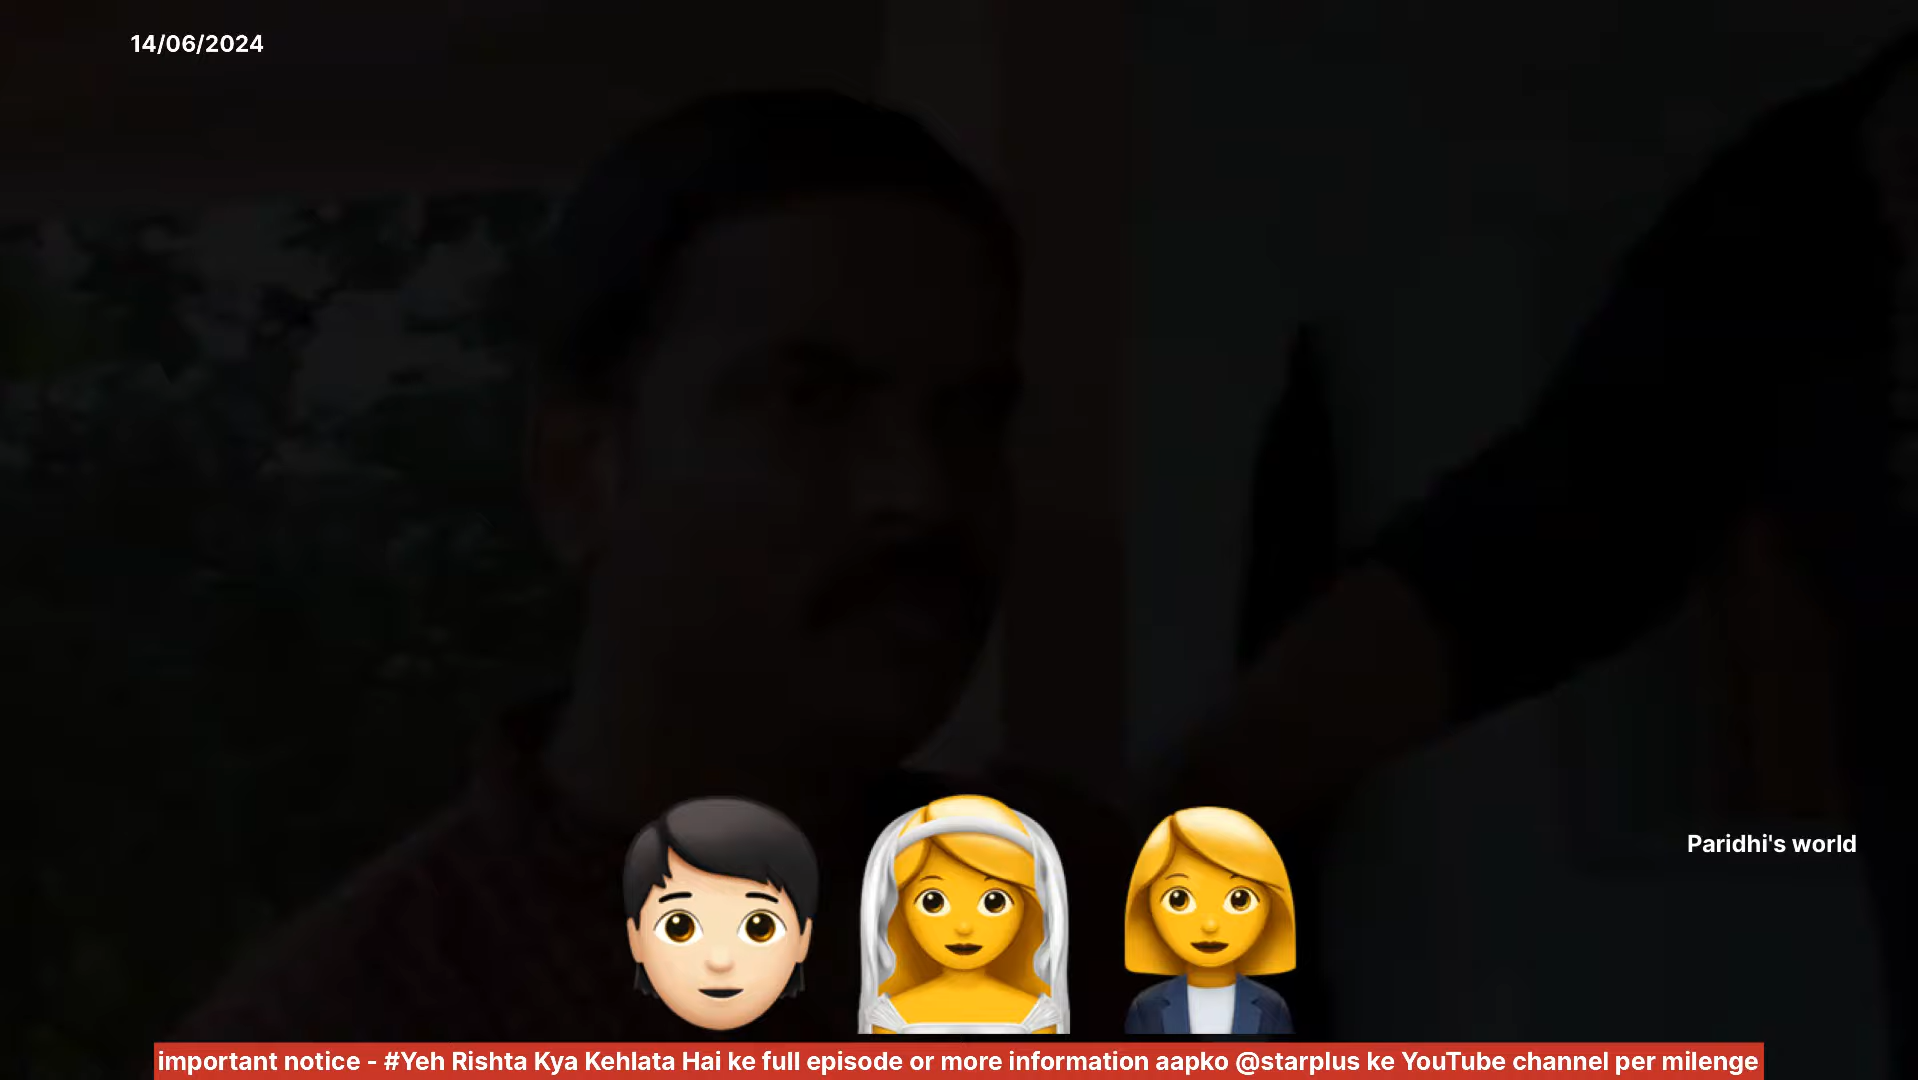 14/06/2024
Paridhi's world
important notice - #Yeh Rishta Kya Kehlata Hai ke full episode or more information aapko @starplus ke YouTube channel per milenge